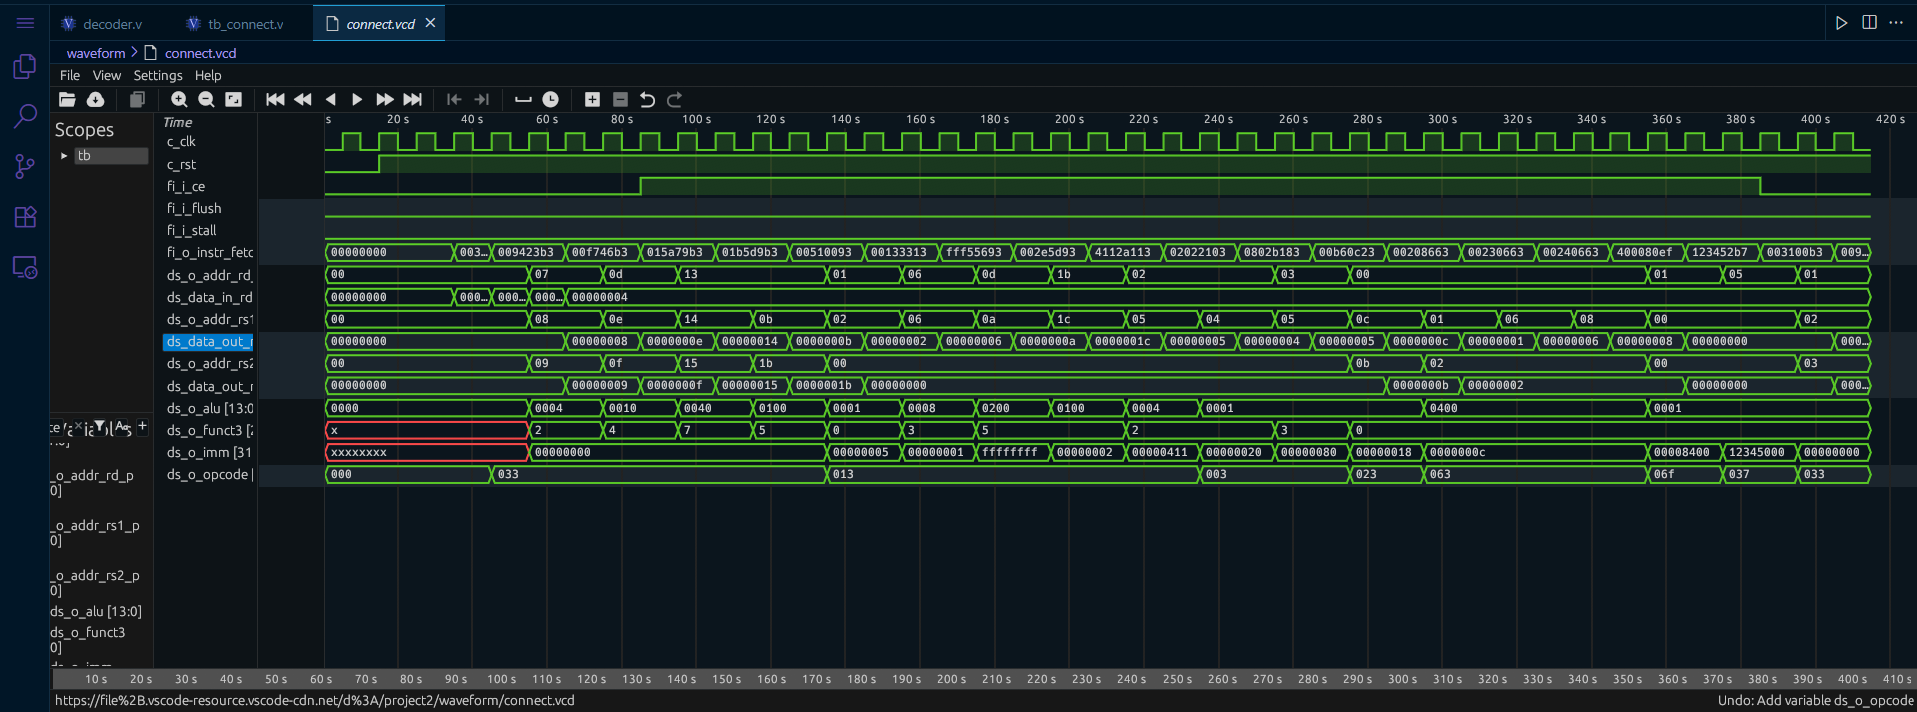 decoder.v tb_connect.v connect.vcd
waveform > connect.vcd
File View Settings Help
Scopes
tb
Time
s 20 s 40 s 60 s 80 s 100 s 120 s 140 s 160 s 180 s 200 s 220 s 240 s 260 s 280 s 300 s 320 s 340 s 360 s 380 s 400 s 420 s
c_clk
c_rst
fi_i_ce
fi_i_flush
fi_i_stall
fi_o_instr_fetc 00000000 003… 009423b3 00f746b3 015a79b3 01b5d9b3 00510093 00133313 fff55693 002e5d93 4112a113 02022103 0802b183 00b60c23 00208663 00230663 00240663 400080ef 123452b7 003100b3 009…
ds_o_addr_rd_ 00 07 0d 13 01 06 0d 1b 02 03 00 01 05 01
ds_data_in_rd 00000000 000… 000… 000… 00000004
ds_o_addr_rs1 00 08 0e 14 0b 02 06 0a 1c 05 04 05 0c 01 06 08 00 02
ds_data_out_r 00000000 00000008 0000000e 00000014 0000000b 00000002 00000006 0000000a 0000001c 00000005 00000004 00000005 0000000c 00000001 00000006 00000008 00000000 000…
ds_o_addr_rs2 00 09 0f 15 1b 00 0b 02 00 03
ds_data_out_r 00000000 00000009 0000000f 00000015 0000001b 00000000 0000000b 00000002 00000000 000…
ds_o_alu [13:0 0000 0004 0010 0040 0100 0001 0008 0200 0100 0004 0001 0400 0001
ds_o_funct3 [2 x 2 4 7 5 0 3 5 2 3 0
ds_o_imm [31 xxxxxxxx 00000000 00000005 00000001 ffffffff 00000002 00000411 00000020 00000080 00000018 0000000c 00008400 12345000 00000000
ds_o_opcode [ 000 033 013 003 023 063 06f 037 033
_o_addr_rd_p
0]
_o_addr_rs1_p
0]
_o_addr_rs2_p
0]
ds_o_alu [13:0]
ds_o_funct3
0]
10 s 20 s 30 s 40 s 50 s 60 s 70 s 80 s 90 s 100 s 110 s 120 s 130 s 140 s 150 s 160 s 170 s 180 s 190 s 200 s 210 s 220 s 230 s 240 s 250 s 260 s 270 s 280 s 290 s 300 s 310 s 320 s 330 s 340 s 350 s 360 s 370 s 380 s 390 s 400 s 410 s
https://file%2B.vscode-resource.vscode-cdn.net/d%3A/project2/waveform/connect.vcd Undo: Add variable ds_o_opcode